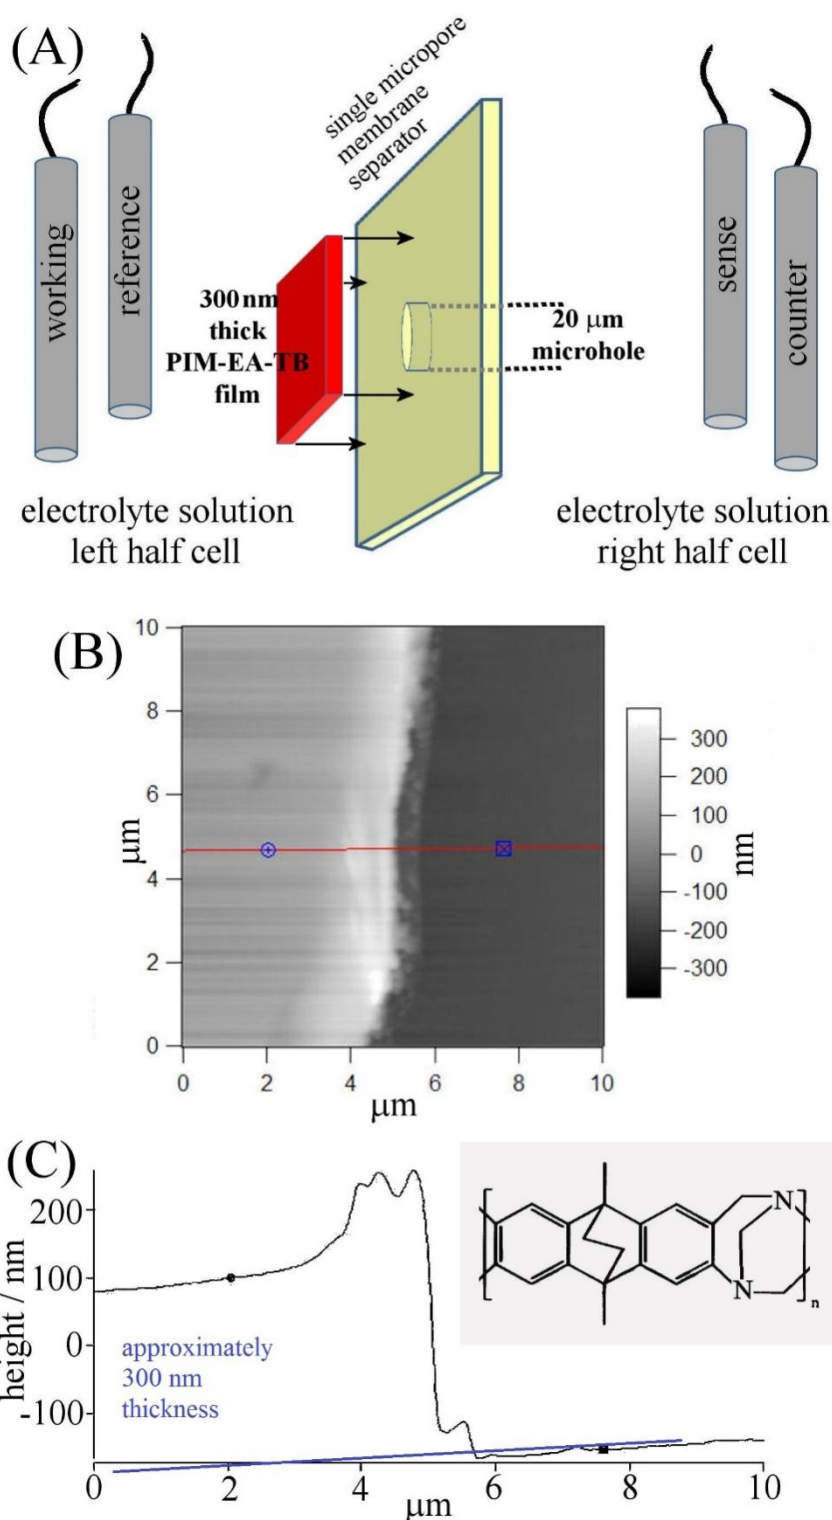 (A)
single micropore
membrane
separator
working
reference
sense
counter
300 nm
thick
PIM-EA-TB
film
20 μm
microhole
electrolyte solution
left half cell
electrolyte solution
right half cell
(B)
10
8
6
4
2
0
μm
0 2 4 6 8 10
μm
300
200
100
0
-100
-200
-300
nm
(C)
200
100
0
-100
height / nm
approximately
300 nm
thickness
N
N
n
0 2 4 6 8 10
μm